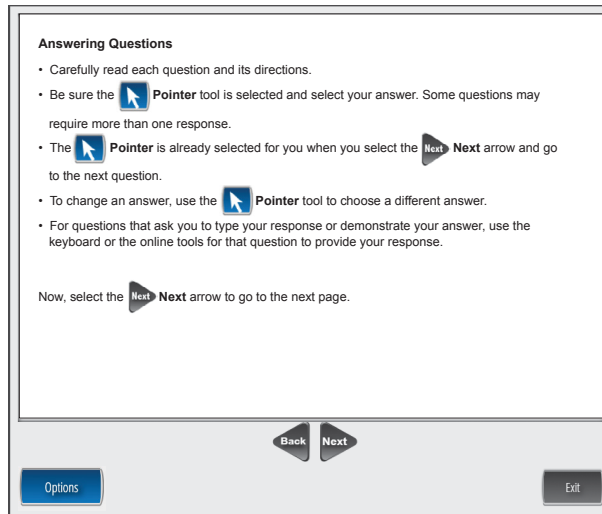 Answering Questions
• Carefully read each question and its directions.
• Be sure the Pointer tool is selected and select your answer. Some questions may
require more than one response.
• The Pointer is already selected for you when you select the Next Next arrow and go
to the next question.
• To change an answer, use the Pointer tool to choose a different answer.
• For questions that ask you to type your response or demonstrate your answer, use the
keyboard or the online tools for that question to provide your response.
Now, select the Next Next arrow to go to the next page.
Back Next
Options Exit